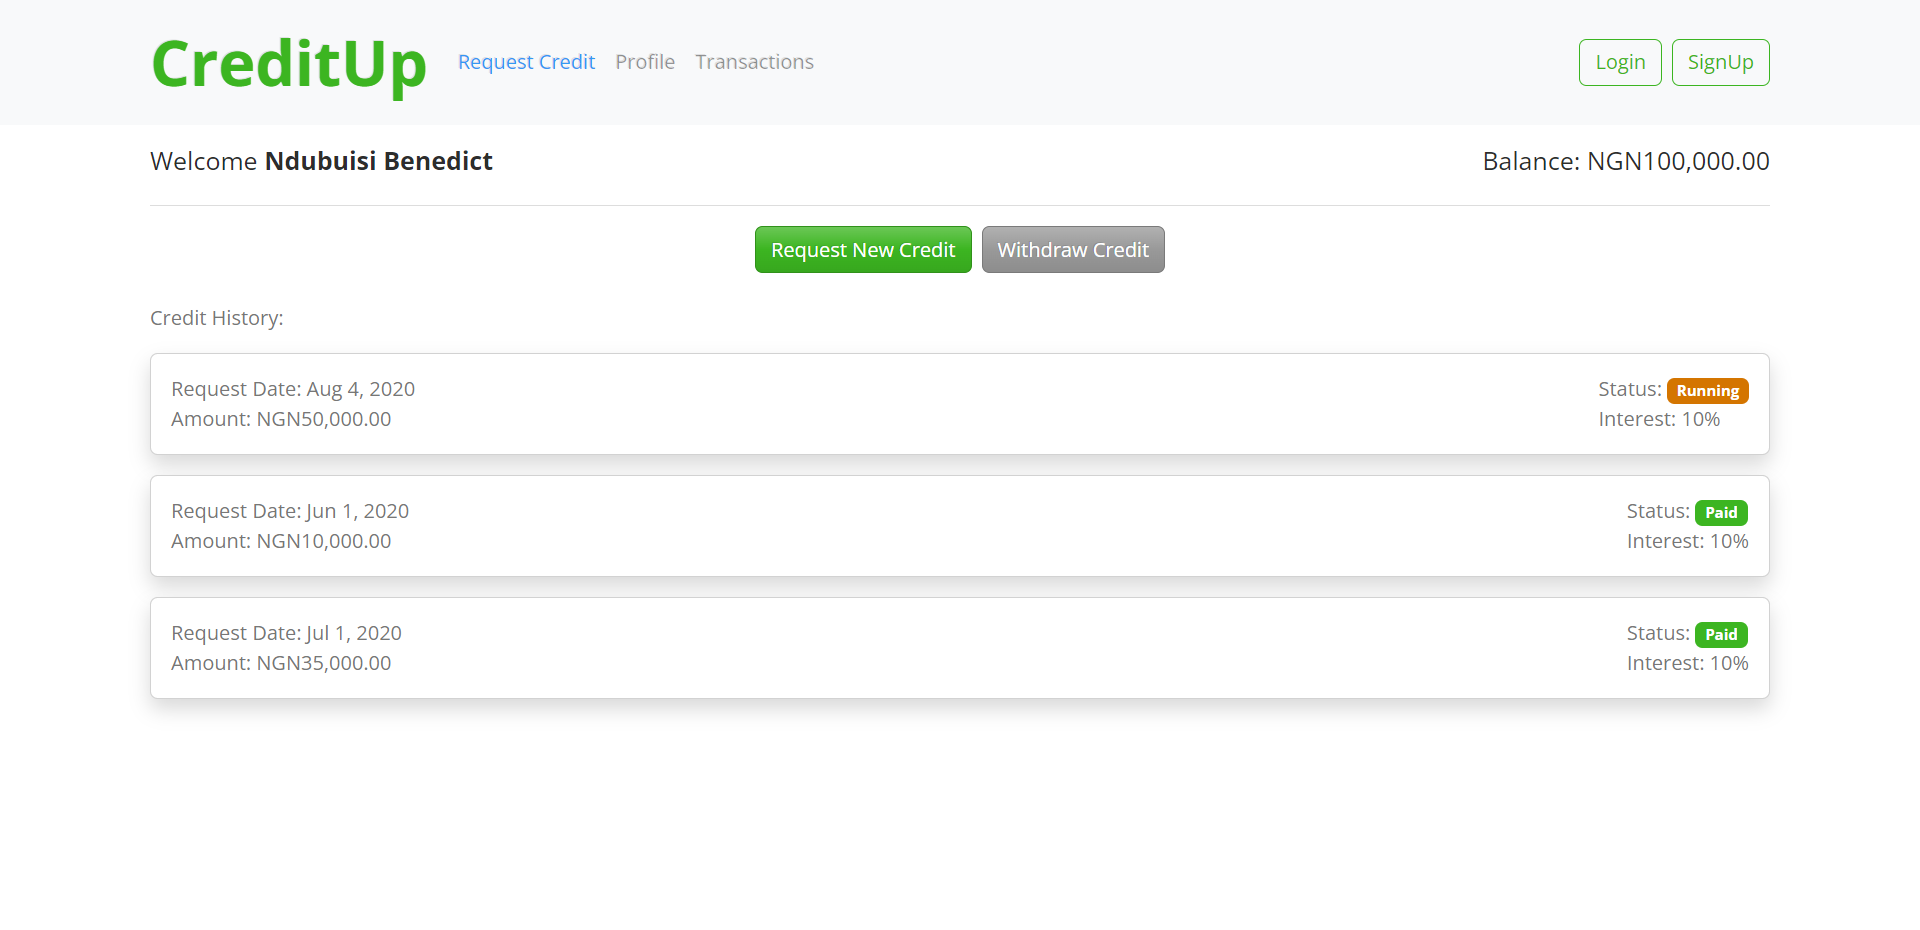 CreditUp Request Credit Profile Transactions Login SignUp
Welcome Ndubuisi Benedict Balance: NGN100,000.00
Request New Credit Withdraw Credit
Credit History:
Request Date: Aug 4, 2020 Status: Running
Amount: NGN50,000.00 Interest: 10%
Request Date: Jun 1, 2020 Status: Paid
Amount: NGN10,000.00 Interest: 10%
Request Date: Jul 1, 2020 Status: Paid
Amount: NGN35,000.00 Interest: 10%